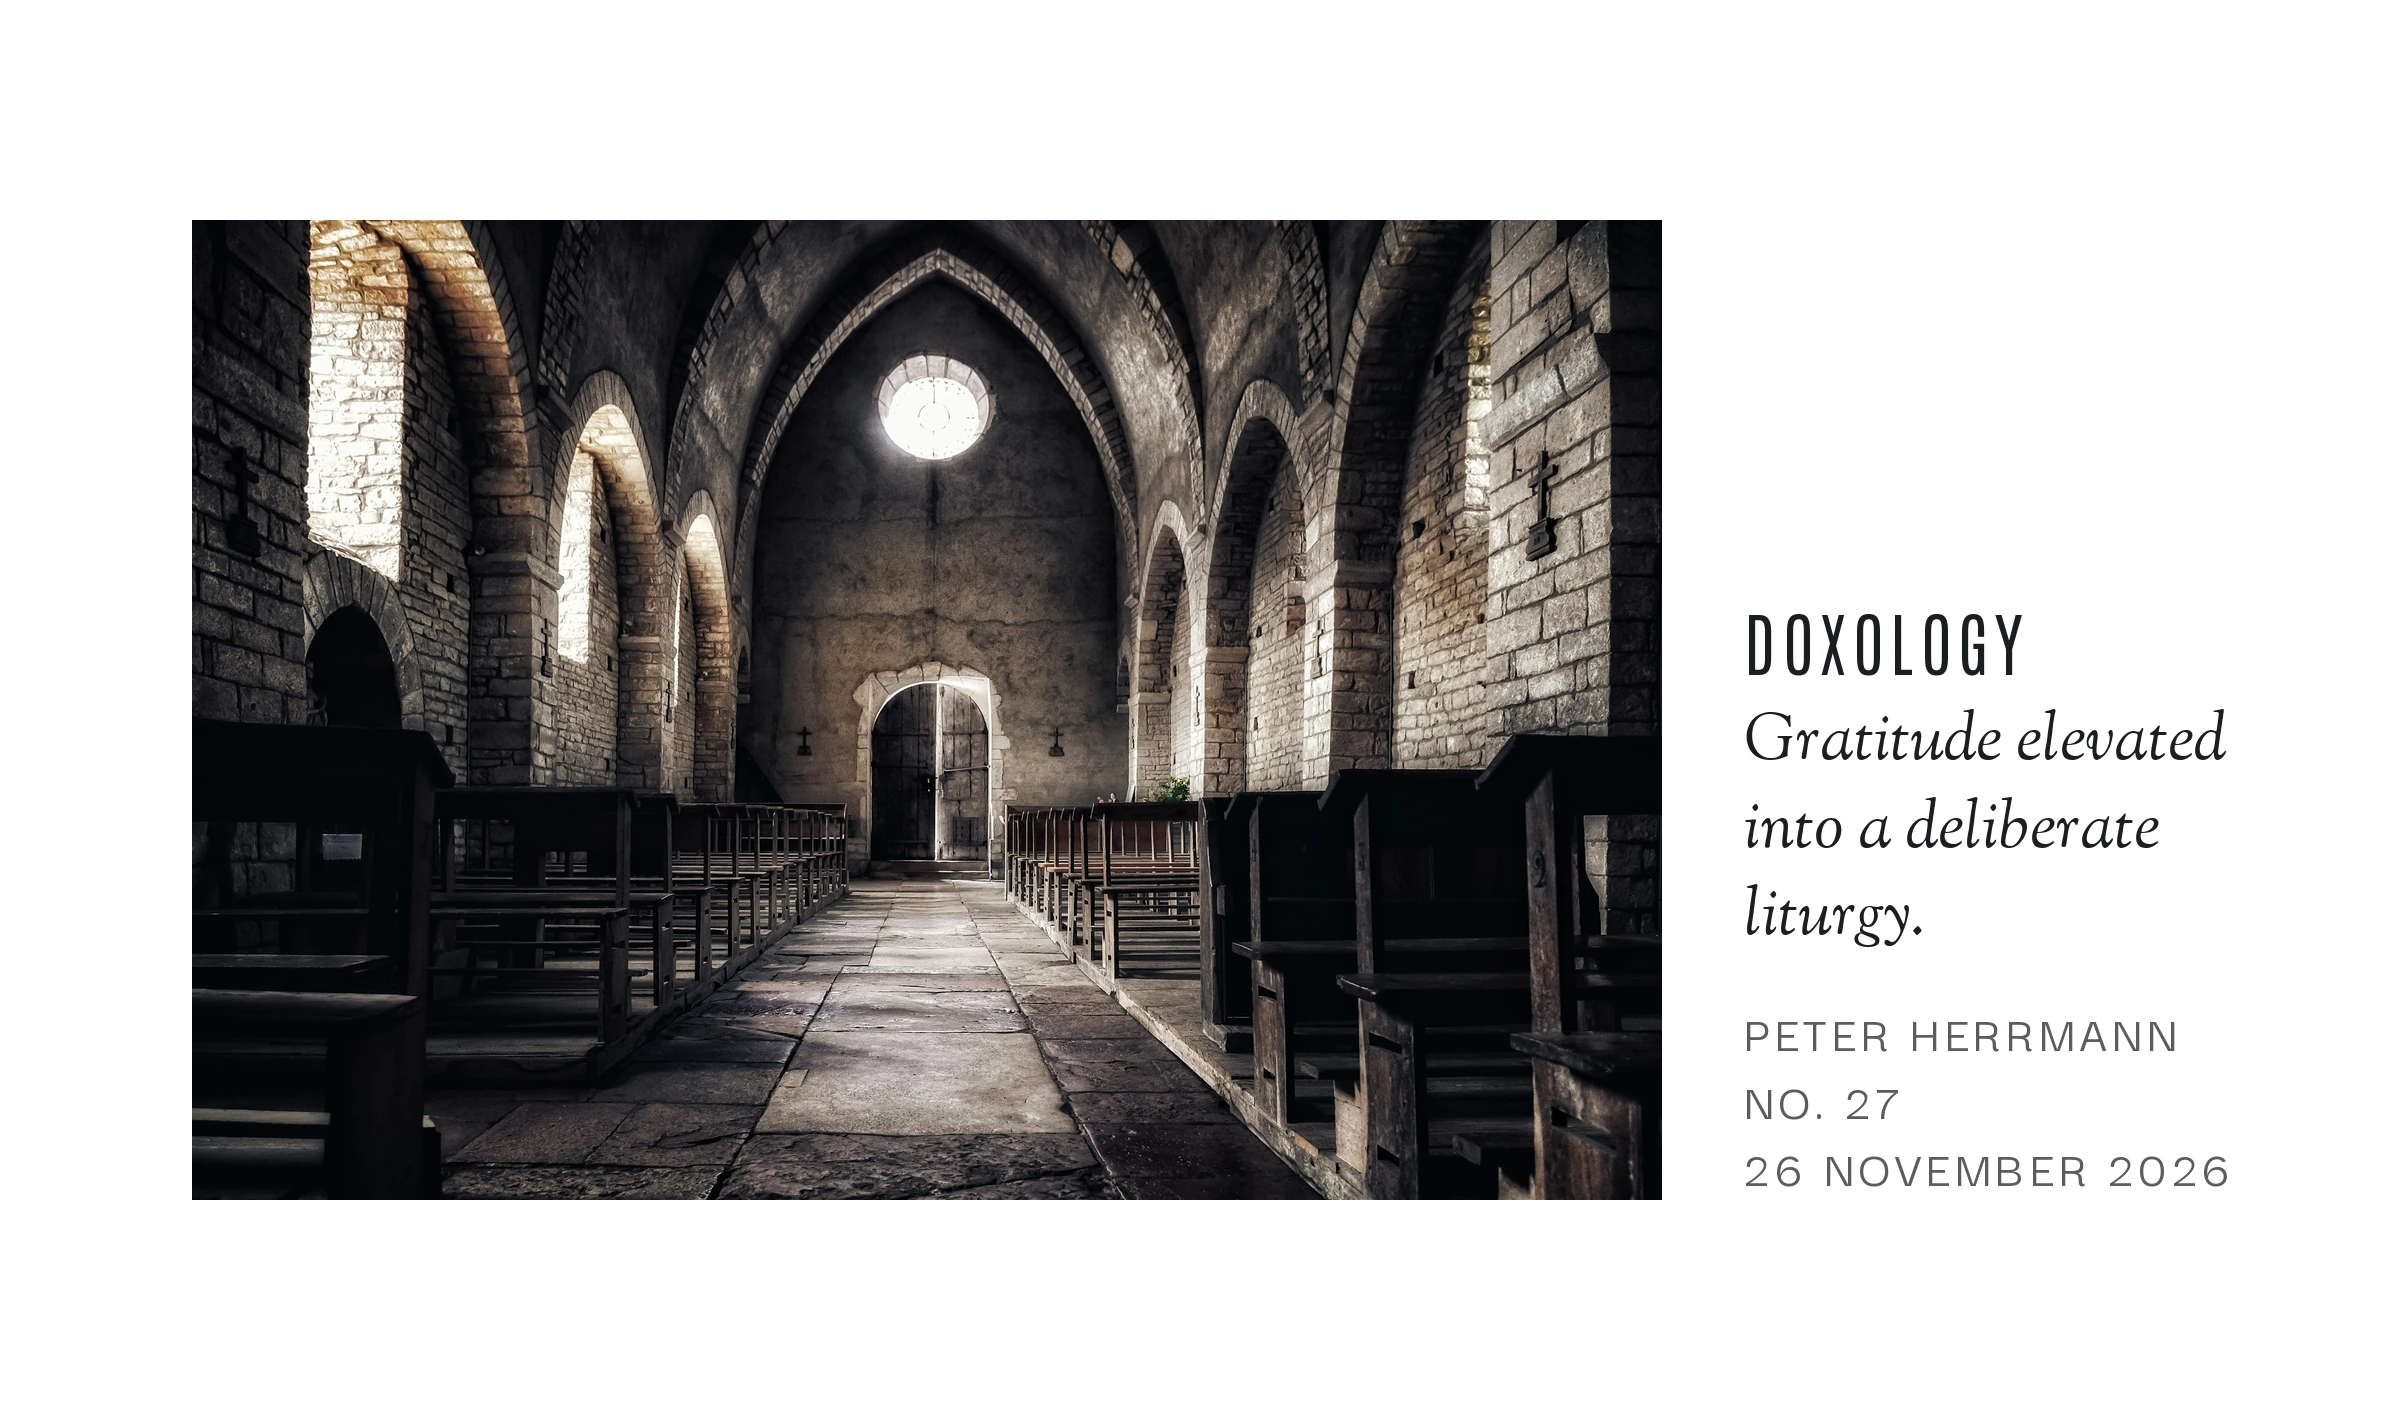 DOXOLOGY
Gratitude elevated
into a deliberate
liturgy.
PETER HERRMANN
NO. 27
26 NOVEMBER 2026